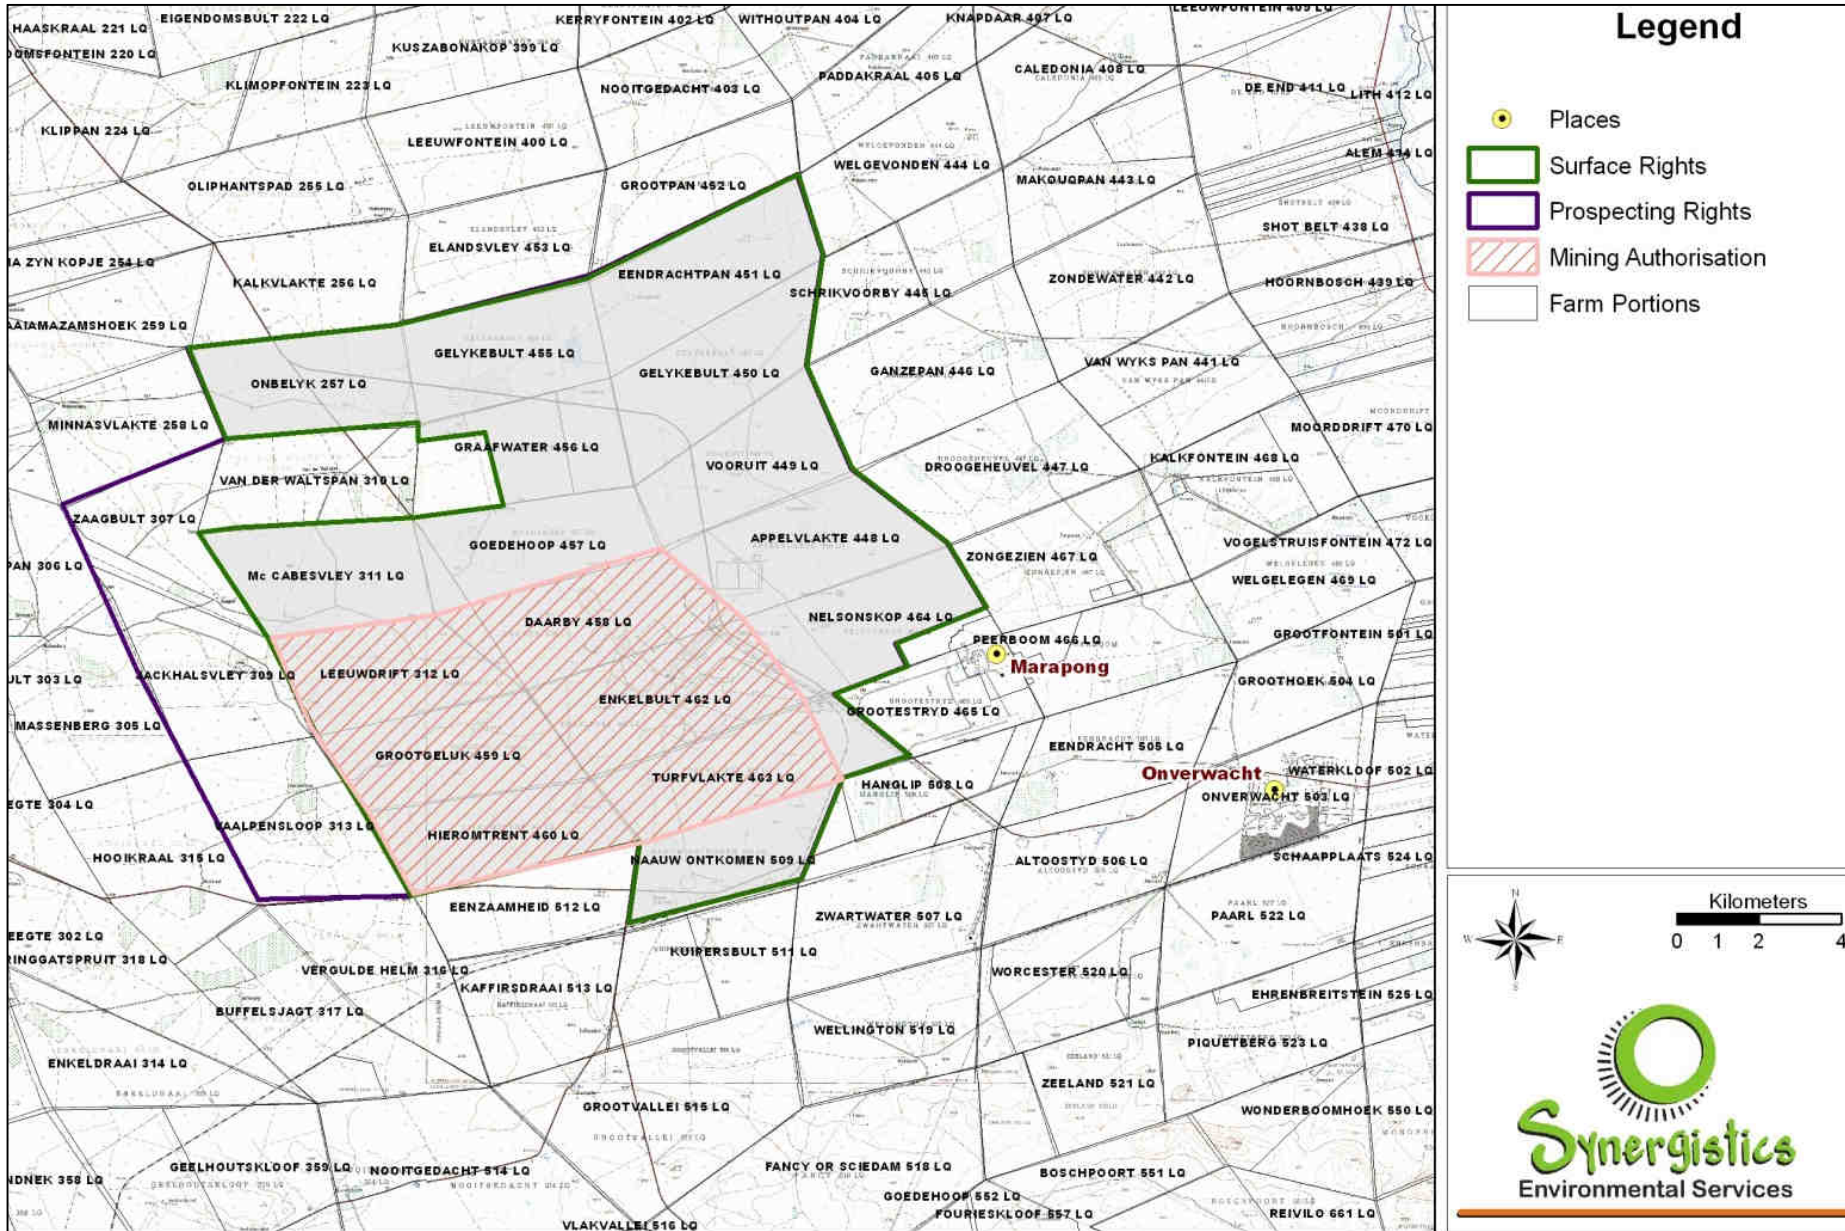 HAASKRAAL 221 LQ
EIGENDOMSBULT 222 LQ
KERRYFONTEIN 402 LQ
WITHOUTPAN 404 LQ
KNAPDAAR 407 LQ
LEEUWFONTEIN 409 LQ
DOMSFONTEIN 220 LQ
KUSZABONAKOP 399 LQ
PADDAKRAAL 405 LQ
CALEDONIA 408 LQ
KLIMOPFONTEIN 223 LQ
NOOITGEDACHT 403 LQ
DE END 411 LQ
LITH 412 LQ
KLIPPAN 224 LQ
LEEUWFONTEIN 400 LQ
ALEM 414 LQ
WELGEVONDEN 444 LQ
OLIPHANTSPAD 255 LQ
GROOTPAN 452 LQ
MAKOUQPAN 443 LQ
SHOT BELT 438 LQ
ELANDSVLEY 453 LQ
IA ZYN KOPJE 254 LQ
KALKVLAKTE 256 LQ
EENDRACHTPAN 451 LQ
SCHRIKVOORBY 445 LQ
ZONDEWATER 442 LQ
HOORNBOSCH 439 LQ
AAIAMAZAMSHOEK 259 LQ
GELYKEBULT 455 LQ
GELYKEBULT 450 LQ
GANZEPAN 446 LQ
VAN WYKS PAN 441 LQ
ONBELYK 257 LQ
MINNASVLAKTE 258 LQ
MOORDDRIFT 470 LQ
GRAAFWATER 456 LQ
VOORUIT 449 LQ
DROOGEHEUVEL 447 LQ
KALKFONTEIN 468 LQ
VAN DER WALTSPAN 310 LQ
ZAAGBULT 307 LQ
GOEDEHOOP 457 LQ
APPELVLAKTE 448 LQ
ZONGEZIEN 467 LQ
VOGELSTRUISFONTEIN 472 LQ
PAN 306 LQ
Mc CABESVLEY 311 LQ
WELGELEGEN 469 LQ
DAARBY 458 LQ
NELSONSKOP 464 LQ
PEERBOOM 466 LQ
GROOTFONTEIN 501 LQ
Marapong
ULT 303 LQ
JACKHALSVLEY 309 LQ
LEEUWDRIFT 312 LQ
GROOTHOEK 504 LQ
ENKELBULT 462 LQ
GROOTESTRYD 465 LQ
MASSENBERG 305 LQ
GROOTGELUK 459 LQ
EENDRACHT 505 LQ
TURFVLAKTE 463 LQ
HANGLIP 508 LQ
Onverwacht
WATERKLOOF 502 LQ
ONVERWACHT 503 LQ
EGTE 304 LQ
VAALPENSLOOP 313 LQ
HIEROMTRENT 460 LQ
HOOIKRAAL 315 LQ
NAAUW ONTKOMEN 509 LQ
ALTOOSTYD 506 LQ
SCHAAPPLAATS 524 LQ
EENZAAMHEID 512 LQ
ZWARTWATER 507 LQ
PAARL 522 LQ
EEGTE 302 LQ
RINGGATSPRUIT 318 LQ
VERGULDE HELM 316 LQ
KUIPERSBULT 511 LQ
WORCESTER 520 LQ
KAFFIRSDRAAI 513 LQ
EHRENBREITSTEIN 525 LQ
BUFFELSJAGT 317 LQ
WELLINGTON 519 LQ
PIQUETBERG 523 LQ
ENKELDRAAI 314 LQ
ZEELAND 521 LQ
GROOTVALLEI 515 LQ
WONDERBOOMHOEK 550 LQ
GEELHOUTSKLOOF 359 LQ
NOOITGEDACHT 514 LQ
FANCY OR SCIEDAM 518 LQ
BOSCHPOORT 551 LQ
NDNEK 358 LQ
GOEDEHOOP 552 LQ
FOURIESKLOOF 557 LQ
REIVILO 661 LQ
VLAKVALLEI 516 LQ
Legend
Places
Surface Rights
Prospecting Rights
Mining Authorisation
Farm Portions
N
W E
S
Kilometers
0 1 2 4
Synergistics
Environmental Services